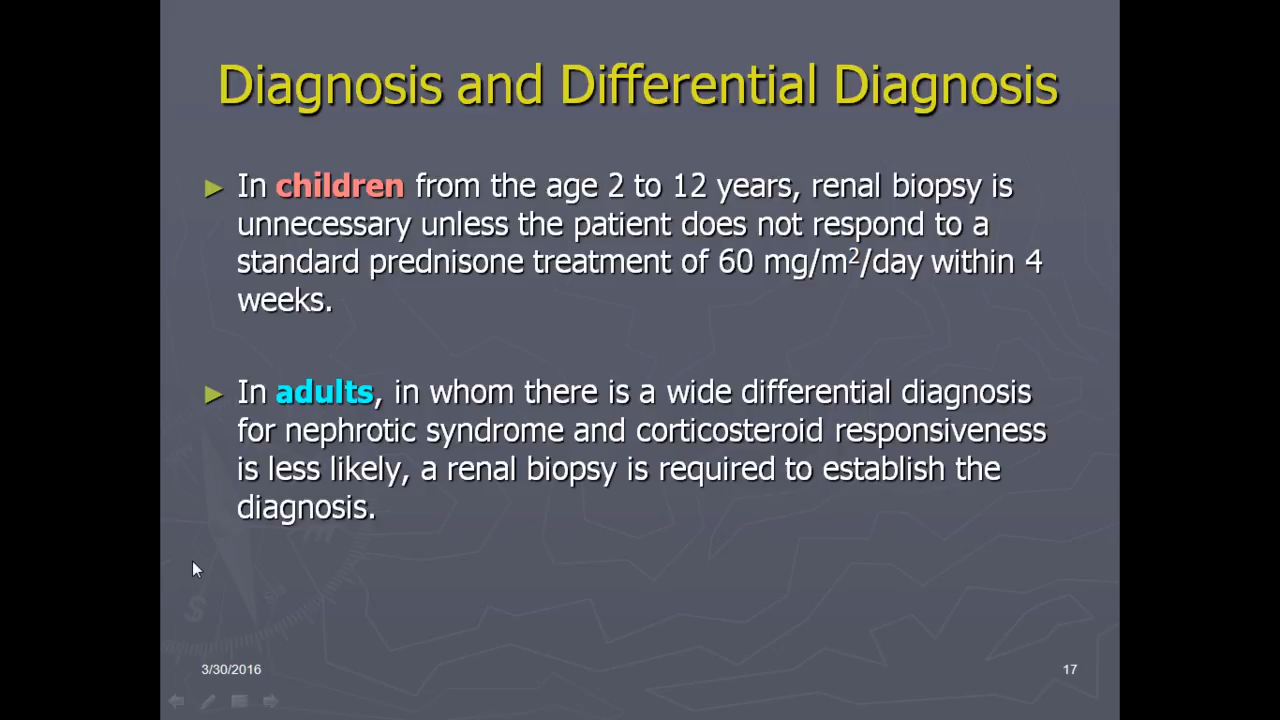 Diagnosis and Differential Diagnosis
► In children from the age 2 to 12 years, renal biopsy is
unnecessary unless the patient does not respond to a
standard prednisone treatment of 60 mg/m²/day within 4
weeks.
► In adults, in whom there is a wide differential diagnosis
for nephrotic syndrome and corticosteroid responsiveness
is less likely, a renal biopsy is required to establish the
diagnosis.
S
3/30/2016
17